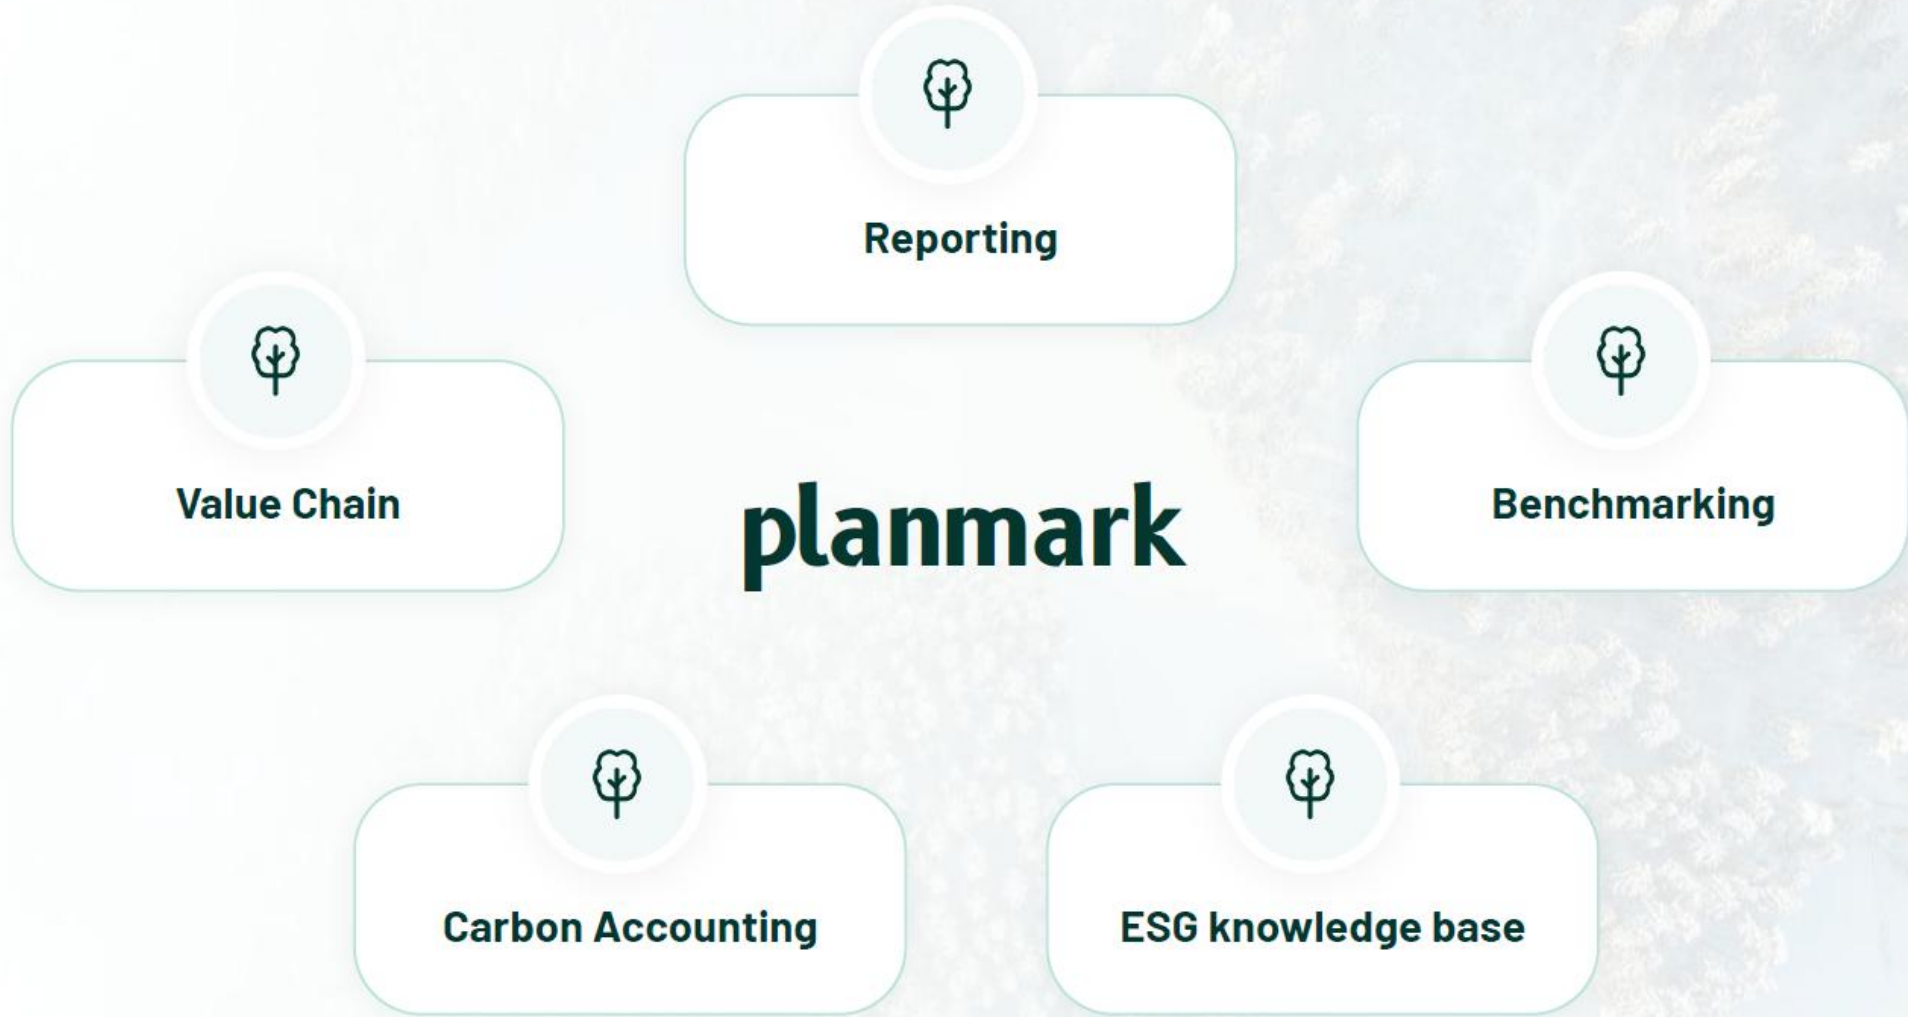 Reporting
Value Chain
Benchmarking
planmark
Carbon Accounting
ESG knowledge base